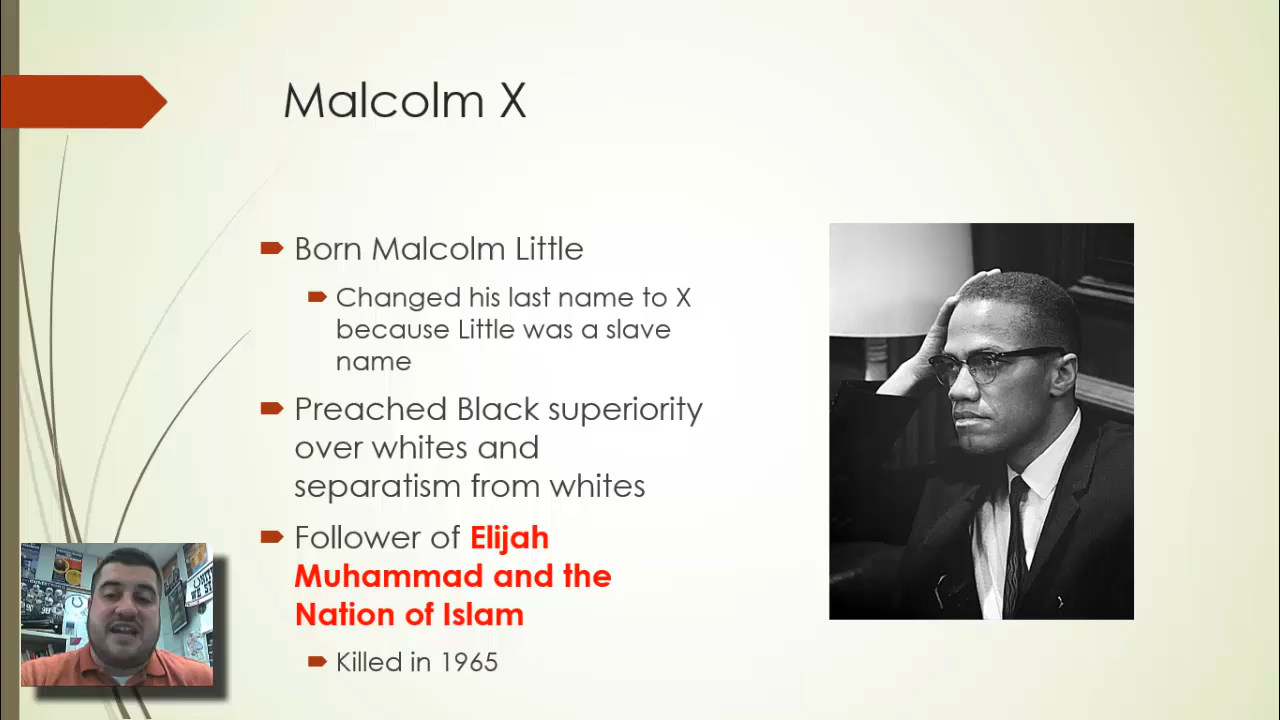 Malcolm X
Born Malcolm Little
Changed his last name to X
because Little was a slave
name
Preached Black superiority
over whites and
separatism from whites
Follower of Elijah
Muhammad and the
Nation of Islam
Killed in 1965